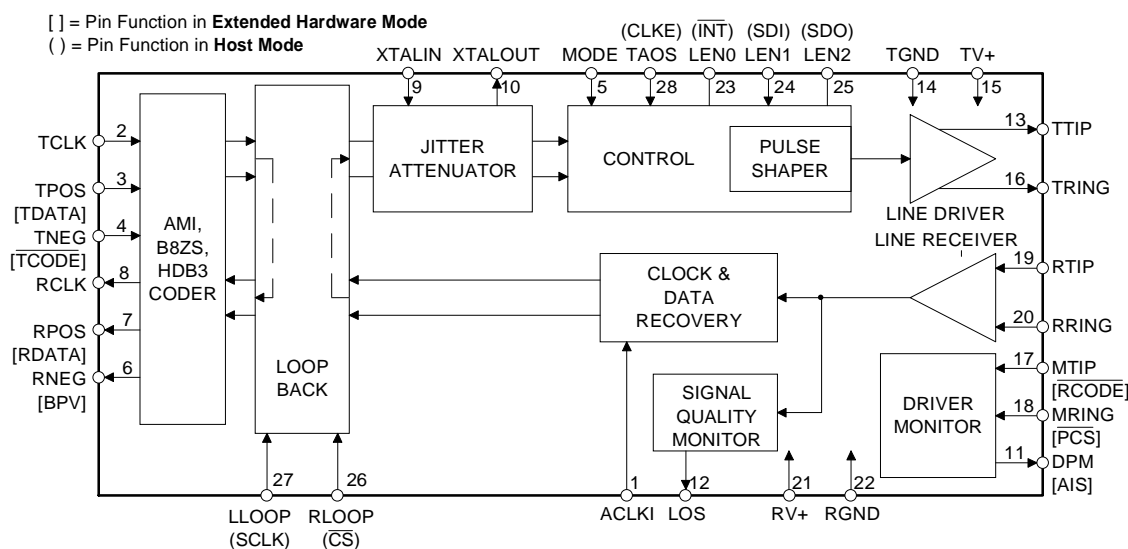 [ ] = Pin Function in Extended Hardware Mode
( ) = Pin Function in Host Mode
(CLKE) (INT) (SDI) (SDO)
XTALIN XTALOUT MODE TAOS LEN0 LEN1 LEN2 TGND TV+
9 10 5 28 23 24 25 14 15
TCLK 2
TPOS 3
[TDATA]
TNEG 4
[TCODE]
RCLK 8
RPOS 7
[RDATA]
RNEG 6
[BPV]
AMI,
B8ZS,
HDB3
CODER
LOOP
BACK
JITTER
ATTENUATOR
CONTROL
PULSE
SHAPER
13 TTIP
16 TRING
LINE DRIVER
LINE RECEIVER
19 RTIP
20 RRING
CLOCK &
DATA
RECOVERY
SIGNAL
QUALITY
MONITOR
DRIVER
MONITOR
17 MTIP
[RCODE]
18 MRING
[PCS]
11 DPM
[AIS]
27 26 1 12 21 22
LLOOP RLOOP ACLKI LOS RV+ RGND
(SCLK) (CS)